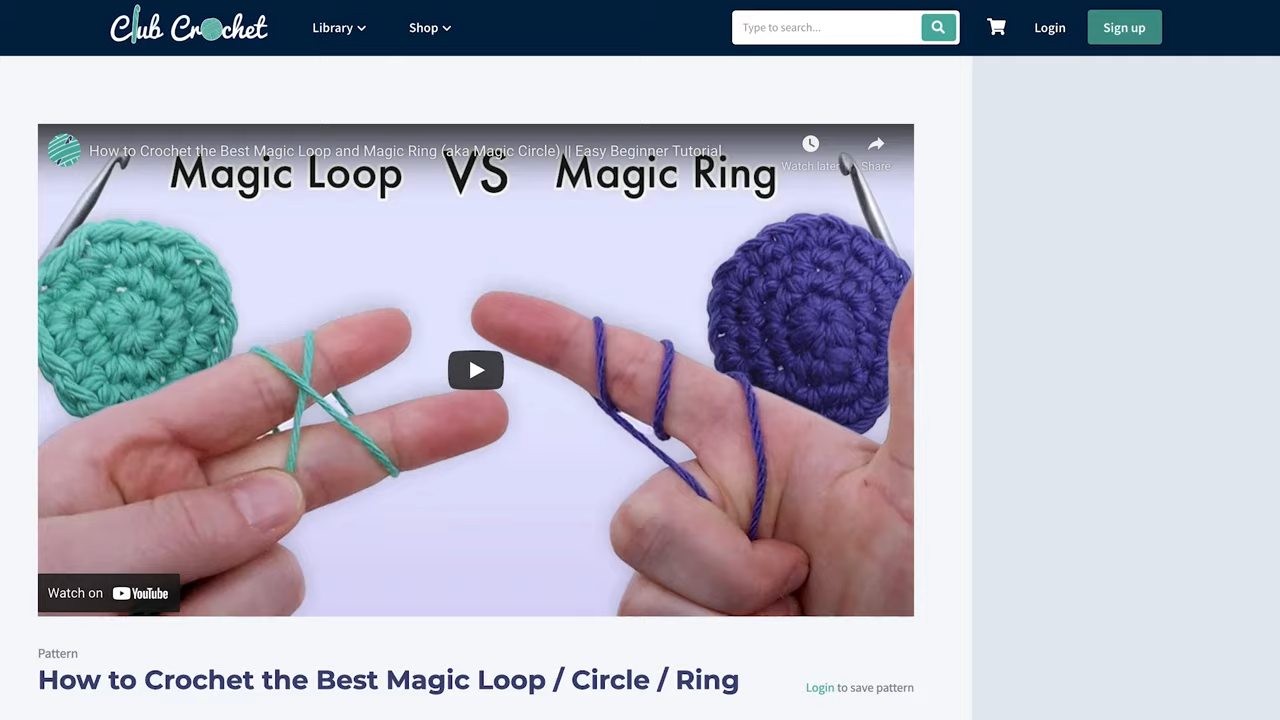 Club Crochet
Library
Shop
Type to search...
Login
Sign up
How to Crochet the Best Magic Loop and Magic Ring (aka Magic Circle) || Easy Beginner Tutorial
Watch later
Share
Magic Loop VS Magic Ring
Watch on YouTube
Pattern
How to Crochet the Best Magic Loop / Circle / Ring
Login to save pattern